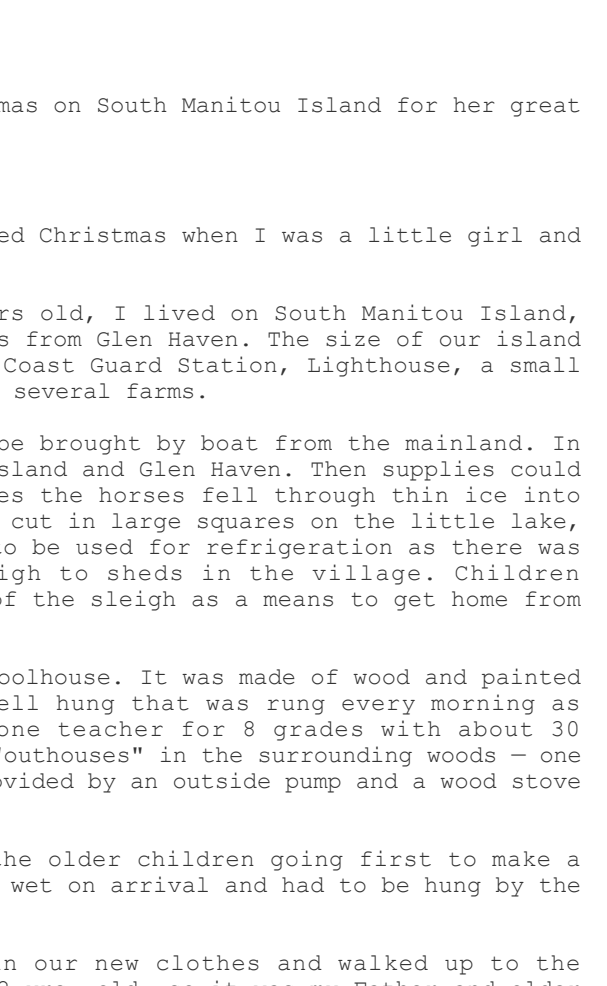 mas on South Manitou Island for her great
ed Christmas when I was a little girl and
rs old, I lived on South Manitou Island,
s from Glen Haven. The size of our island
Coast Guard Station, Lighthouse, a small
several farms.
be brought by boat from the mainland. In
sland and Glen Haven. Then supplies could
es the horses fell through thin ice into
cut in large squares on the little lake,
to be used for refrigeration as there was
igh to sheds in the village. Children
of the sleigh as a means to get home from
oolhouse. It was made of wood and painted
ell hung that was rung every morning as
one teacher for 8 grades with about 30
"outhouses" in the surrounding woods — one
ovided by an outside pump and a wood stove
the older children going first to make a
wet on arrival and had to be hung by the
in our new clothes and walked up to the